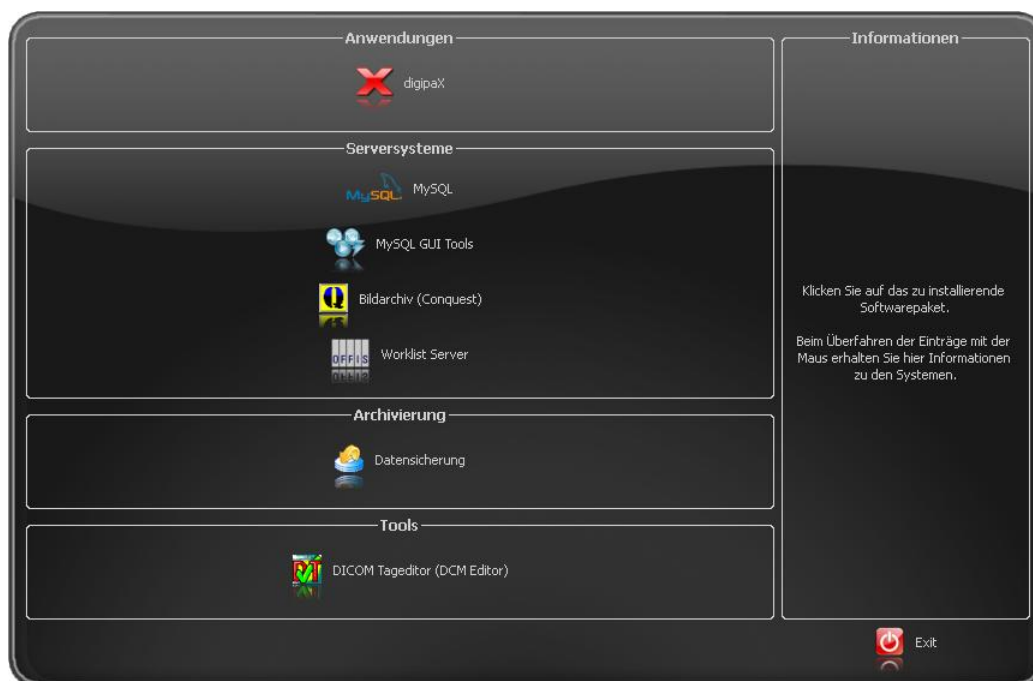 Anwendungen
digipaX
Serversysteme
MySQL
MySQL
MySQL GUI Tools
Bildarchiv (Conquest)
OFFIS
Worklist Server
Archivierung
Datensicherung
Tools
DICOM Tageditor (DCM Editor)
Informationen
Klicken Sie auf das zu installierende
Softwarepaket.
Beim Überfahren der Einträge mit der
Maus erhalten Sie hier Informationen
zu den Systemen.
Exit